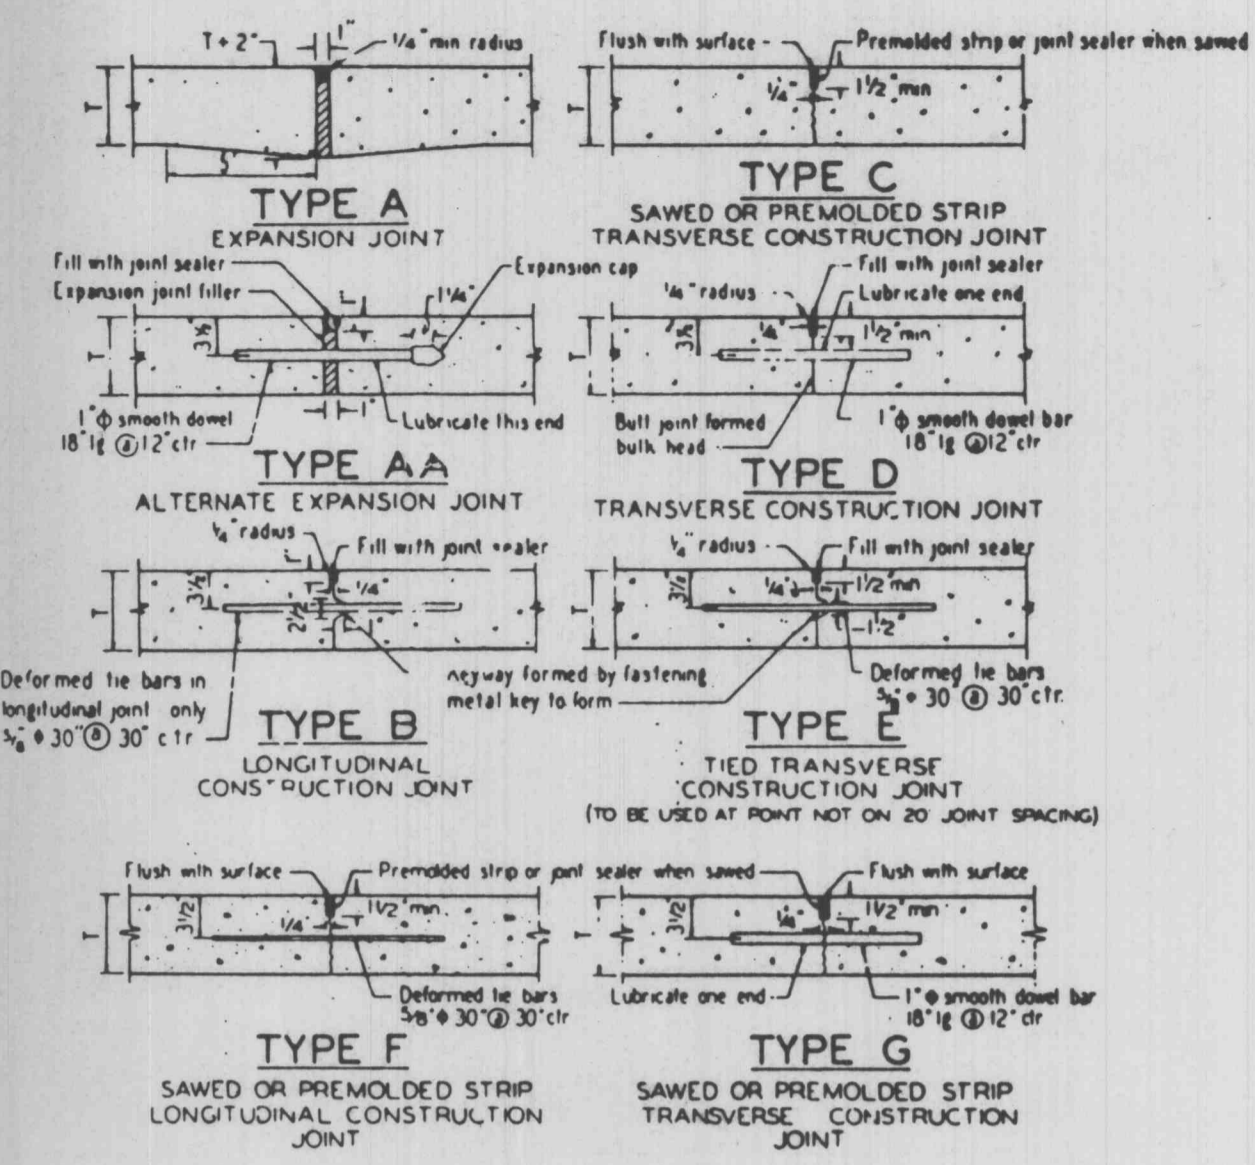 T + 2"
1"
1/4" min radius
T
5'
TYPE A
EXPANSION JOINT
Flush with surface
Premolded strip or joint sealer when sawed
T
1/4"
1 1/2" min
TYPE C
SAWED OR PREMOLDED STRIP
TRANSVERSE CONSTRUCTION JOINT
Fill with joint sealer
Expansion joint filler
Expansion cap
1"
1 1/4"
T
3 1/2"
1"
1" ϕ smooth dowel
18" lg @ 12" ctr
Lubricate this end
TYPE AA
ALTERNATE EXPANSION JOINT
Fill with joint sealer
1/4" radius
Lubricate one end
T
3 1/2"
1/4"
1 1/2" min
Butt joint formed
bulk head
1" ϕ smooth dowel bar
18" lg @ 12" ctr
TYPE D
TRANSVERSE CONSTRUCTION JOINT
1/4" radius
Fill with joint sealer
1"
T
3 1/2"
1/4"
2 1/2"
1"
Deformed tie bars in
longitudinal joint only
5/8" ϕ 30" @ 30" ctr
Keyway formed by fastening
metal key to form
TYPE B
LONGITUDINAL
CONSTRUCTION JOINT
1/4" radius
Fill with joint sealer
T
3 1/2"
1/4"
1 1/2" min
1 1/2"
Deformed tie bars
5/8" ϕ 30" @ 30" ctr.
TYPE E
TIED TRANSVERSE
CONSTRUCTION JOINT
(TO BE USED AT POINT NOT ON 20' JOINT SPACING)
Flush with surface
Premolded strip or joint sealer when sawed
T
3 1/2
1/4"
1 1/2" min
Deformed tie bars
5/8" ϕ 30" @ 30" ctr
TYPE F
SAWED OR PREMOLDED STRIP
LONGITUDINAL CONSTRUCTION
JOINT
Flush with surface
T
3 1/2
1/4"
1 1/2" min
Lubricate one end
1" ϕ smooth dowel bar
18" lg @ 12" ctr
TYPE G
SAWED OR PREMOLDED STRIP
TRANSVERSE CONSTRUCTION
JOINT